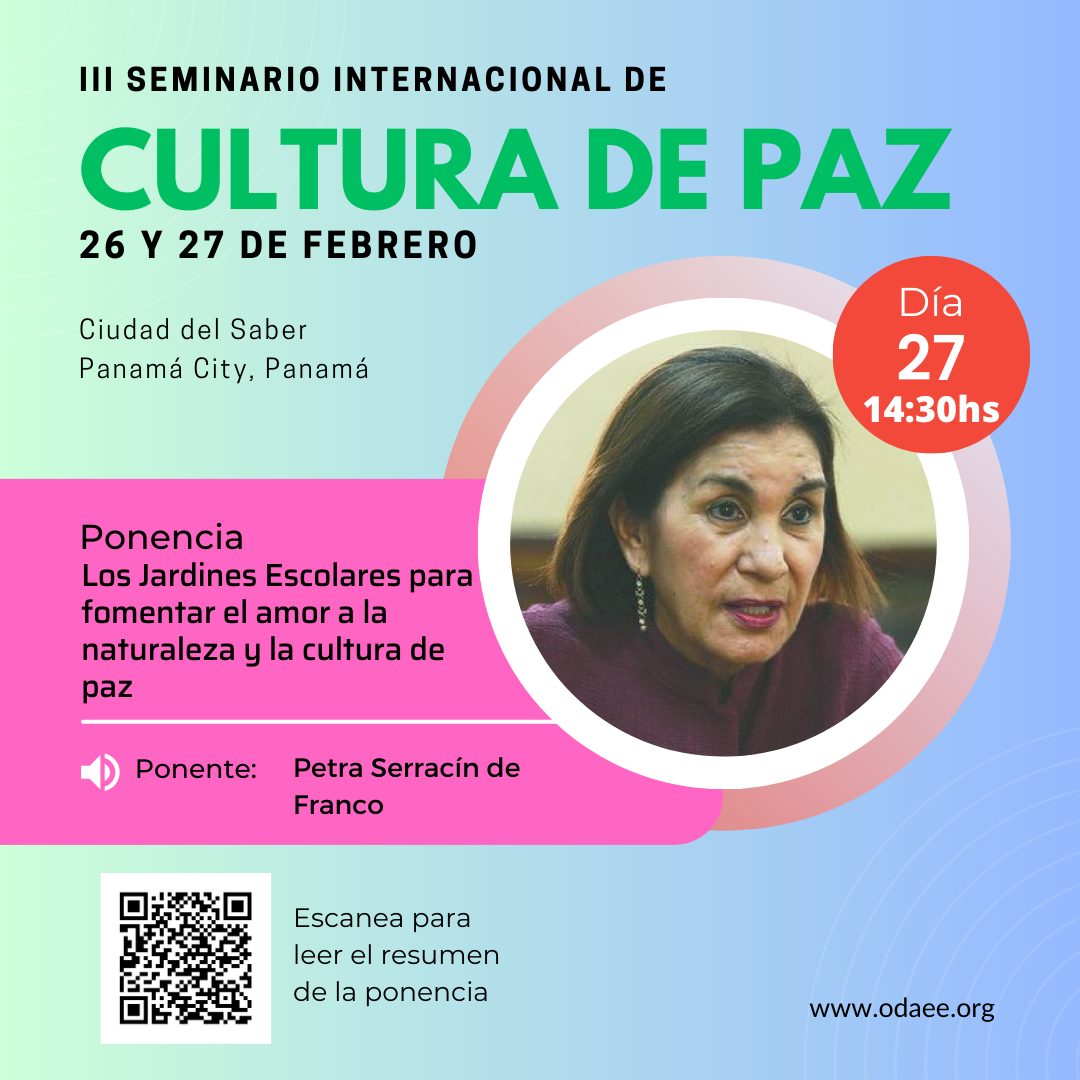 III SEMINARIO INTERNACIONAL DE
CULTURA DE PAZ
26 Y 27 DE FEBRERO
Ciudad del Saber
Panamá City, Panamá
Día
27
14:30hs
Ponencia
Los Jardines Escolares para
fomentar el amor a la
naturaleza y la cultura de
paz
Ponente: Petra Serracín de
Franco
Escanea para
leer el resumen
de la ponencia
www.odaee.org